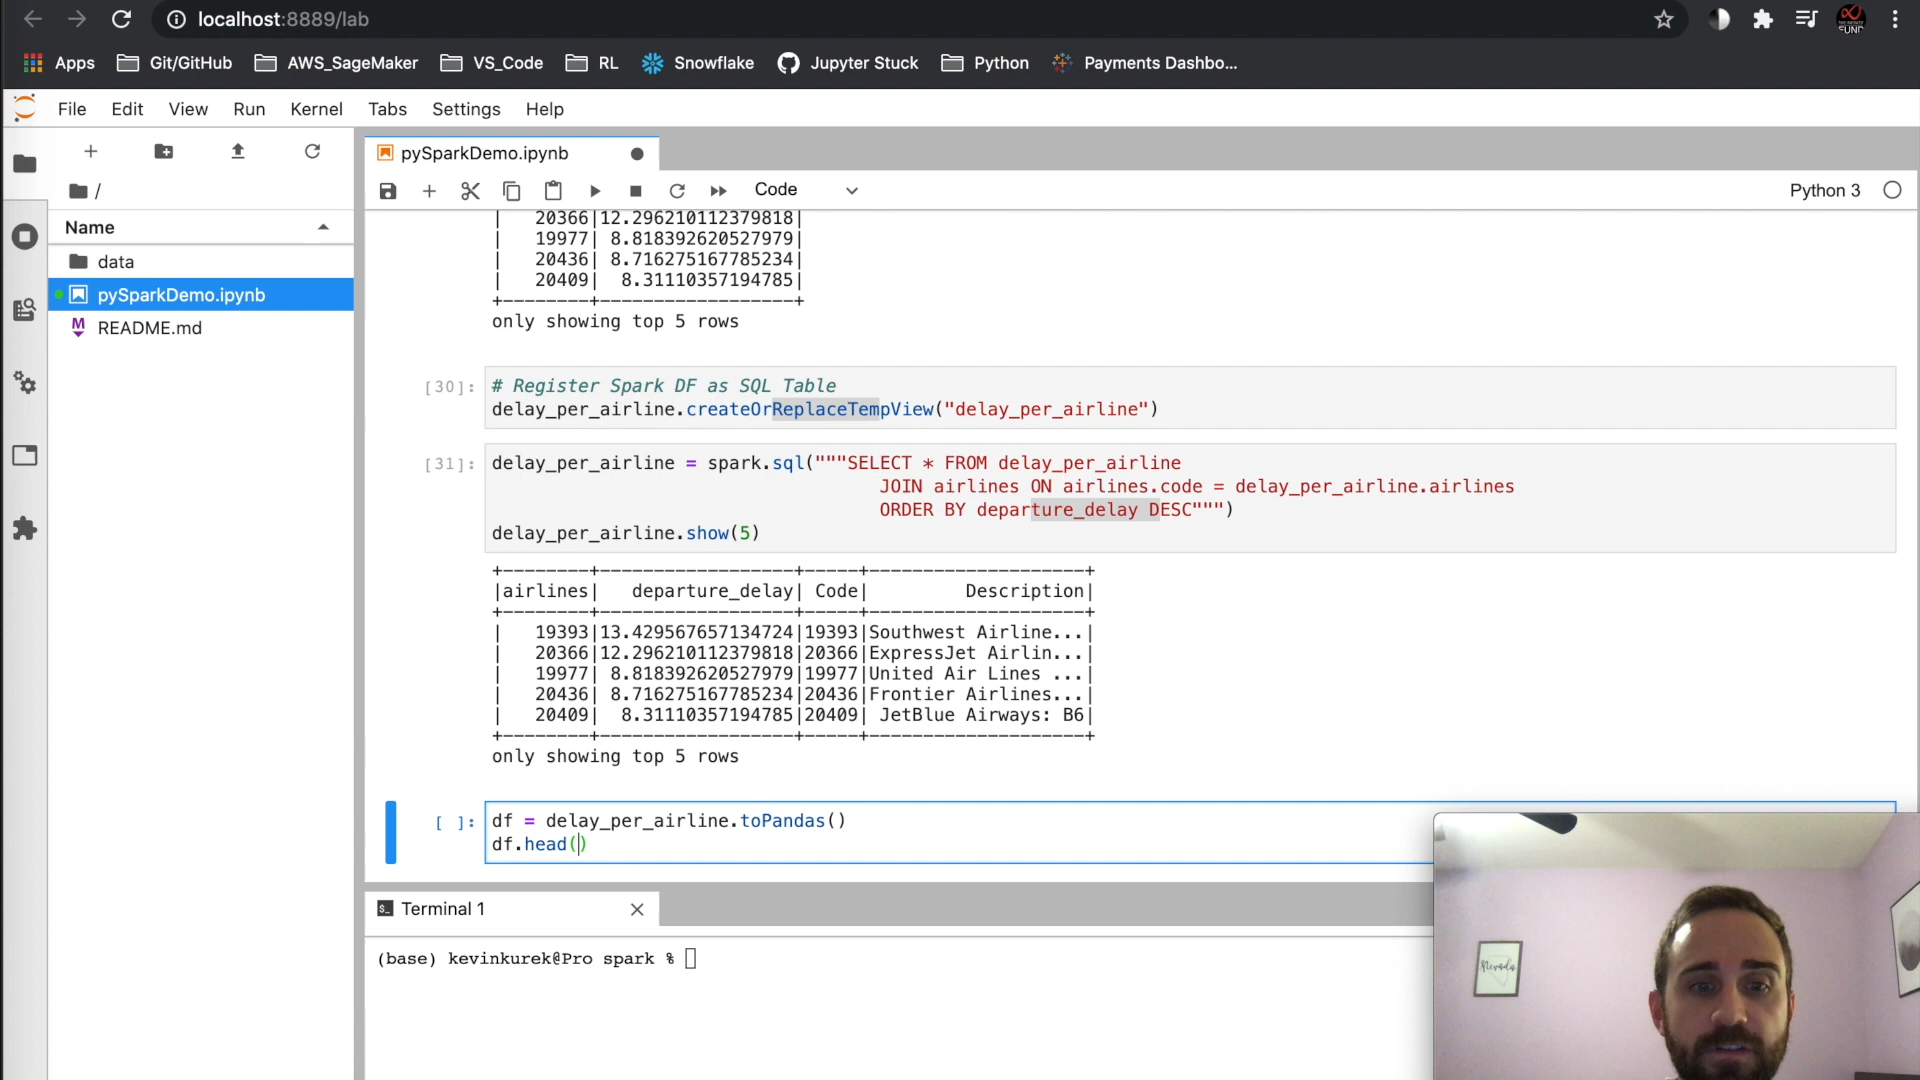 localhost:8889/lab
Apps Git/GitHub AWS_SageMaker VS_Code RL Snowflake Jupyter Stuck Python Payments Dashbo...
File Edit View Run Kernel Tabs Settings Help
pySparkDemo.ipynb
/
Code
Python 3
Name
data
pySparkDemo.ipynb
README.md
| 20366|12.296210112379818|
| 19977| 8.818392620527979|
| 20436| 8.716275167785234|
| 20409| 8.31110357194785|
+--------+------------------+
only showing top 5 rows
[30]: # Register Spark DF as SQL Table
delay_per_airline.createOrReplaceTempView("delay_per_airline")
[31]: delay_per_airline = spark.sql("""SELECT * FROM delay_per_airline
JOIN airlines ON airlines.code = delay_per_airline.airlines
ORDER BY departure_delay DESC""")
delay_per_airline.show(5)
+--------+------------------+-----+--------------------+
|airlines| departure_delay| Code| Description|
+--------+------------------+-----+--------------------+
| 19393|13.429567657134724|19393|Southwest Airline...|
| 20366|12.296210112379818|20366|ExpressJet Airlin...|
| 19977| 8.818392620527979|19977|United Air Lines ...|
| 20436| 8.716275167785234|20436|Frontier Airlines...|
| 20409| 8.31110357194785|20409| JetBlue Airways: B6|
+--------+------------------+-----+--------------------+
only showing top 5 rows
[ ]: df = delay_per_airline.toPandas()
df.head()
Terminal 1
(base) kevinkurek@Pro spark %
Nevada